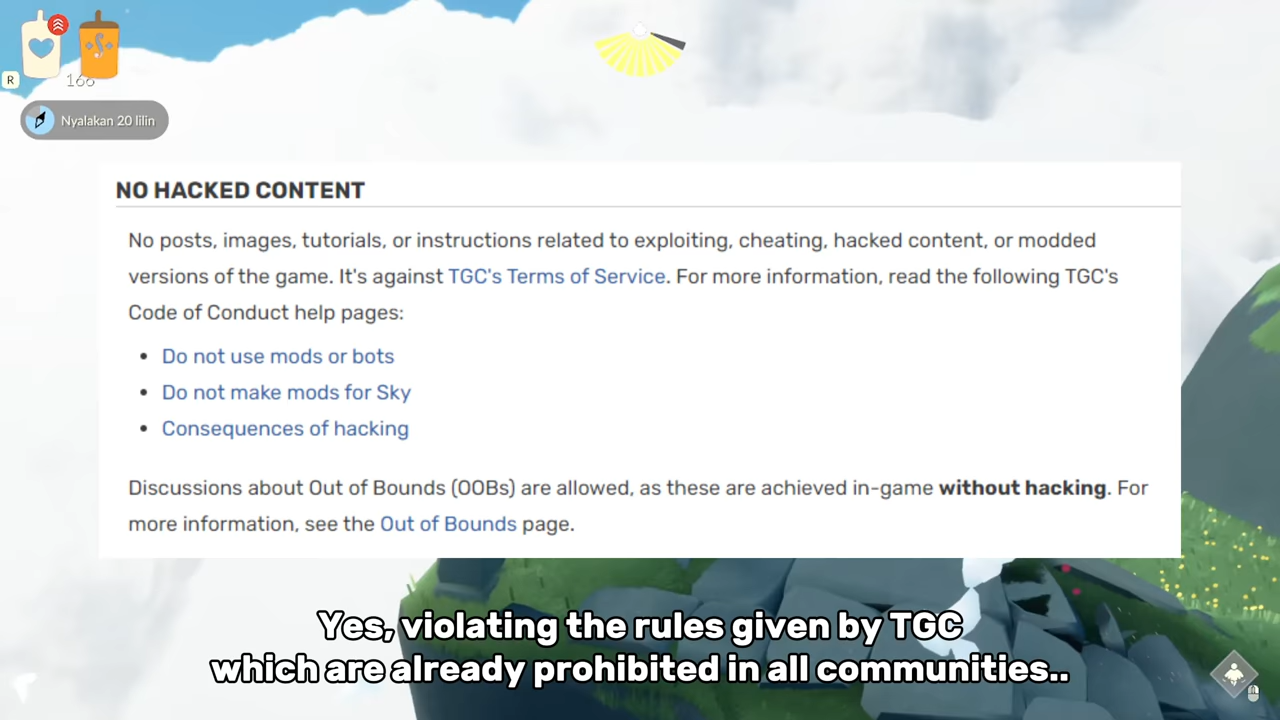 R
166
Nyalakan 20 lilin
NO HACKED CONTENT
No posts, images, tutorials, or instructions related to exploiting, cheating, hacked content, or modded
versions of the game. It's against TGC's Terms of Service. For more information, read the following TGC's
Code of Conduct help pages:
• Do not use mods or bots
• Do not make mods for Sky
• Consequences of hacking
Discussions about Out of Bounds (OOBs) are allowed, as these are achieved in-game without hacking. For
more information, see the Out of Bounds page.
Yes, violating the rules given by TGC
which are already prohibited in all communities..